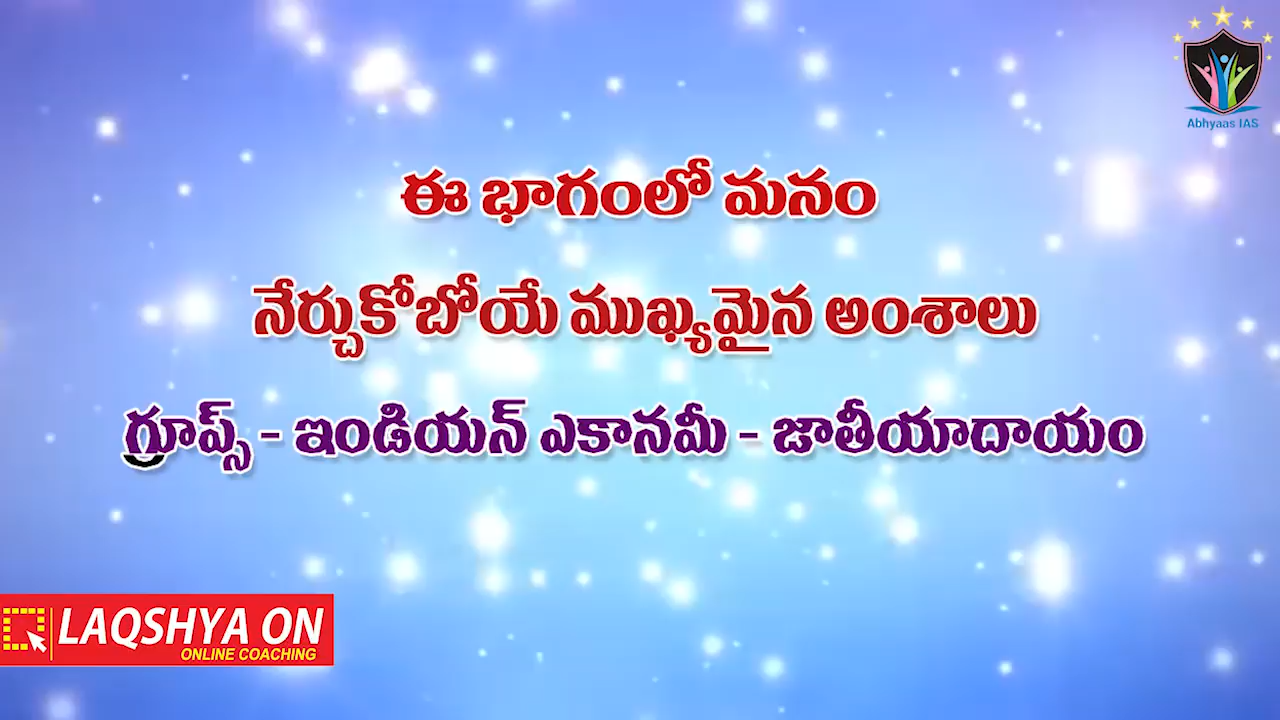 Abhyaas IAS
ఈ భాగంలో మనం
నేర్చుకోబోయే ముఖ్యమైన అంశాలు
గ్రూప్స్ - ఇండియన్ ఎకానమీ - జాతీయాదాయం
LAQSHYA ON
ONLINE COACHING